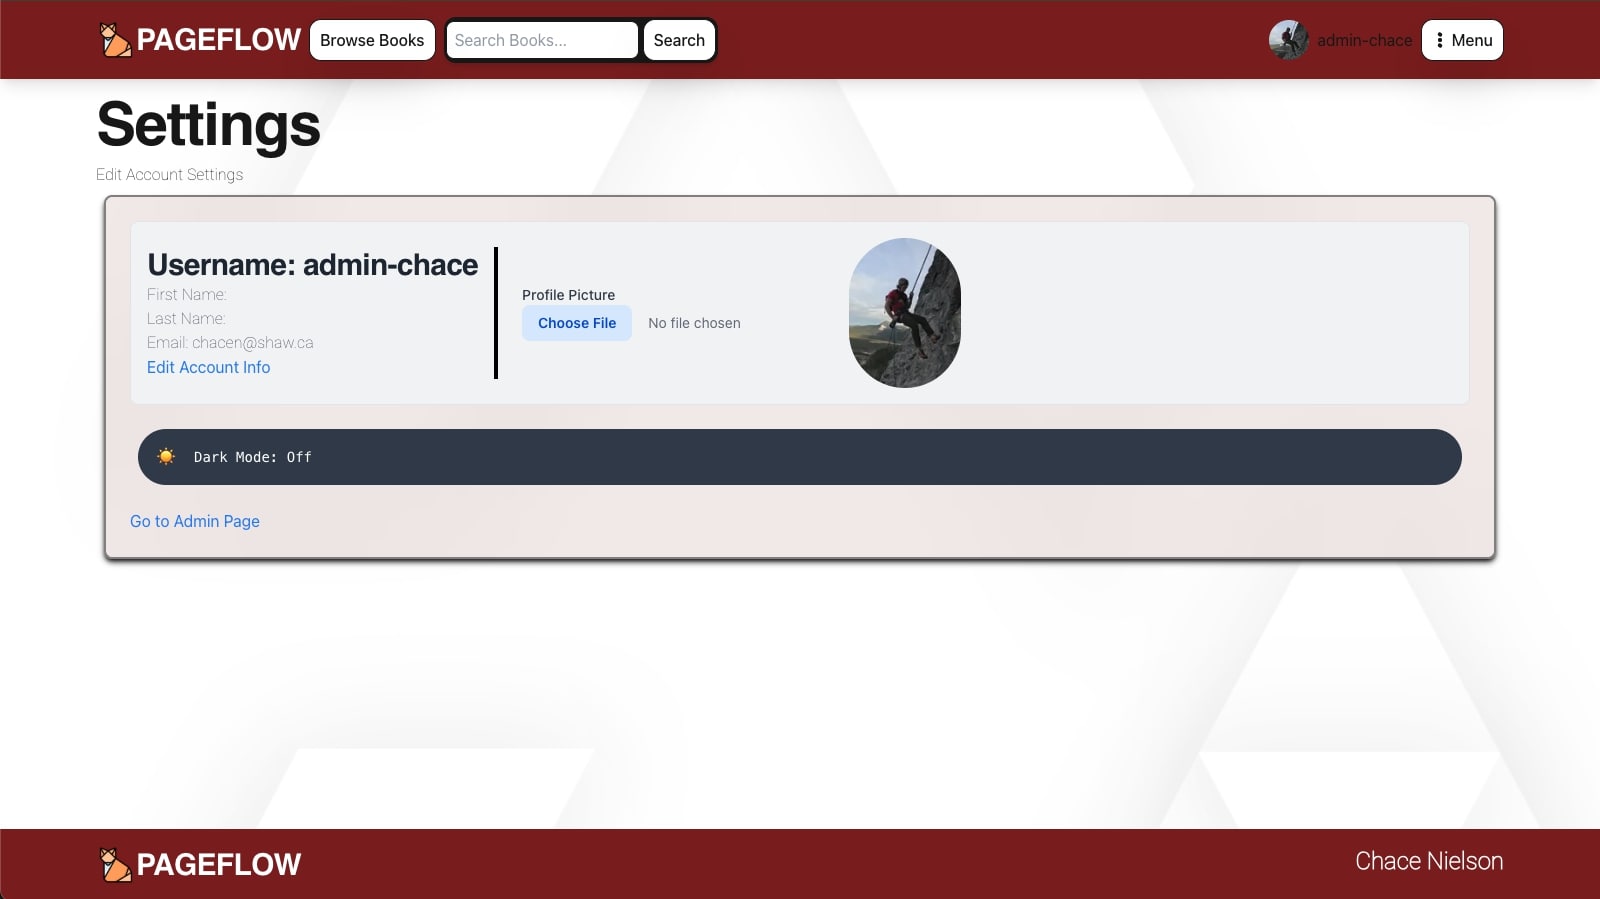 PAGEFLOW Browse Books Search Books... Search admin-chace Menu
Settings
Edit Account Settings
Username: admin-chace
First Name:
Last Name:
Email: chacen@shaw.ca
Edit Account Info
Profile Picture
Choose File No file chosen
Dark Mode: Off
Go to Admin Page
PAGEFLOW Chace Nielson